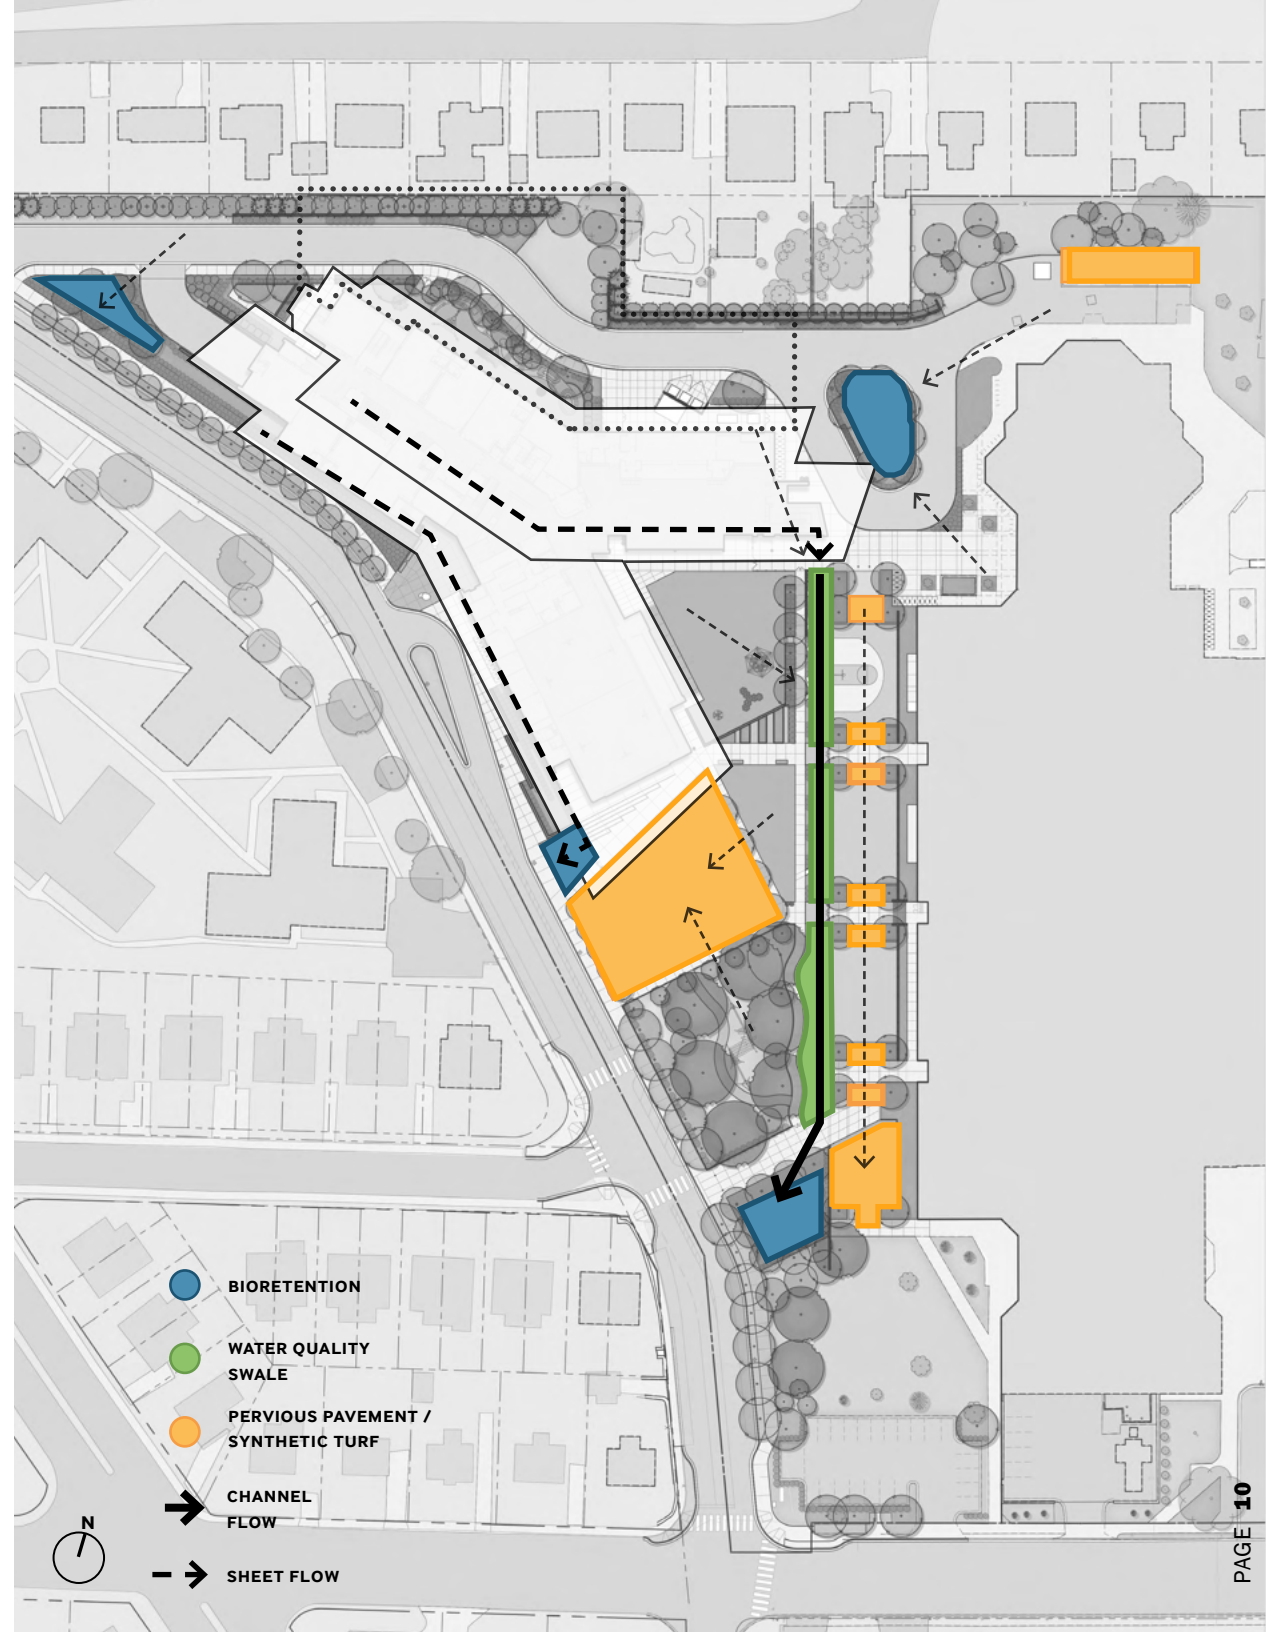 BIORETENTION
WATER QUALITY
SWALE
PERVIOUS PAVEMENT /
SYNTHETIC TURF
CHANNEL
FLOW
SHEET FLOW
N
PAGE 10